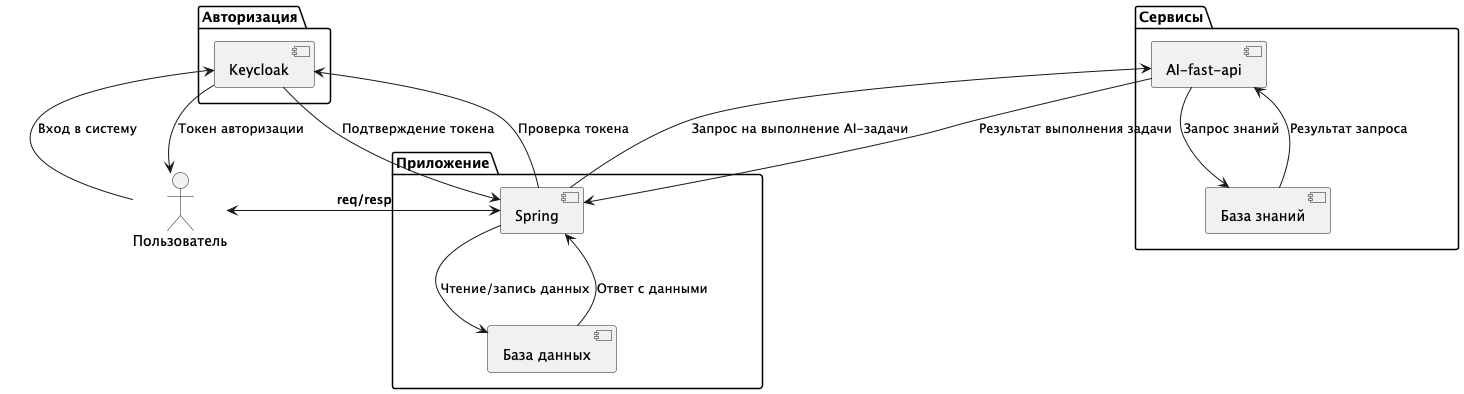 Авторизация
Сервисы
Keycloak
AI-fast-api
Вход в систему
Токен авторизации
Подтверждение токена
Проверка токена
Запрос на выполнение AI-задачи
Результат выполнения задачи
Запрос знаний
Результат запроса
Приложение
req/resp
Spring
База знаний
Пользователь
Чтение/запись данных
Ответ с данными
База данных